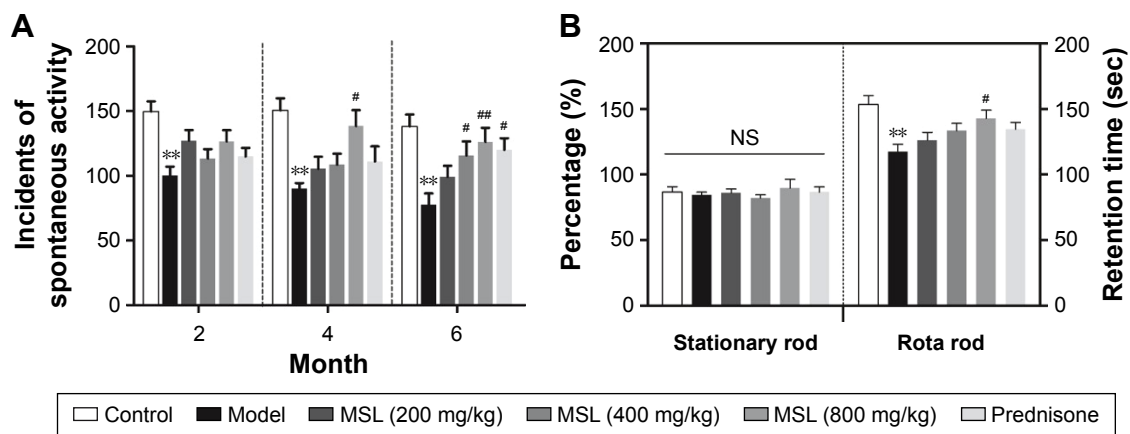 A
Incidents of
spontaneous activity
200
150
100
50
0
**
**
#
**
#
##
#
2
4
6
Month
B
Percentage (%)
200
150
100
50
0
NS
**
#
200
150
100
50
0
Retention time (sec)
Stationary rod
Rota rod
Control
Model
MSL (200 mg/kg)
MSL (400 mg/kg)
MSL (800 mg/kg)
Prednisone